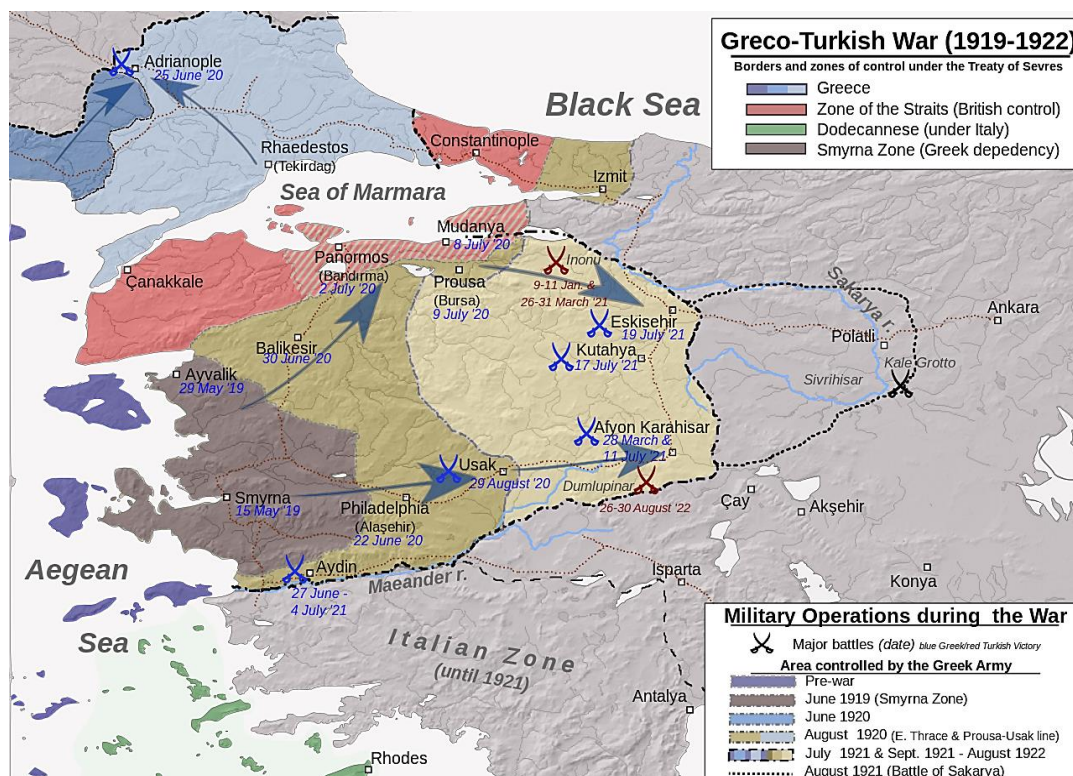 Greco-Turkish War (1919-1922)
Borders and zones of control under the Treaty of Sevres
Greece
Zone of the Straits (British control)
Dodecannese (under Italy)
Smyrna Zone (Greek depedency)
Adrianople
25 June '20
Black Sea
Rhaedestos
(Tekirdag)
Constantinople
Izmit
Sea of Marmara
Mudanya
8 July '20
Çanakkale
Panormos
(Bandırma)
2 July '20
Prousa
(Bursa)
9 July '20
Inonu
9-11 Jan. &
26-31 March '21
Sakarya r.
Ankara
Eskisehir
19 July '21
Polatli
Balikesir
30 June '20
Kutahya
17 July '21
Kale Grotto
Ayvalik
29 May '19
Sivrihisar
Afyon Karahisar
28 March &
11 July '21
Usak
29 August '20
Dumlupinar
26-30 August '22
Smyrna
15 May '19
Philadelphia
(Alaşehir)
22 June '20
Çay
Akşehir
Aegean
Sea
Aydin
27 June -
4 July '21
Maeander r.
Isparta
Konya
Italian Zone
(until 1921)
Antalya
Rhodes
Military Operations during the War
Major battles (date) blue Greek/red Turkish Victory
Area controlled by the Greek Army
Pre-war
June 1919 (Smyrna Zone)
June 1920
August 1920 (E. Thrace & Prousa-Usak line)
July 1921 & Sept. 1921 - August 1922
August 1921 (Battle of Sakarya)